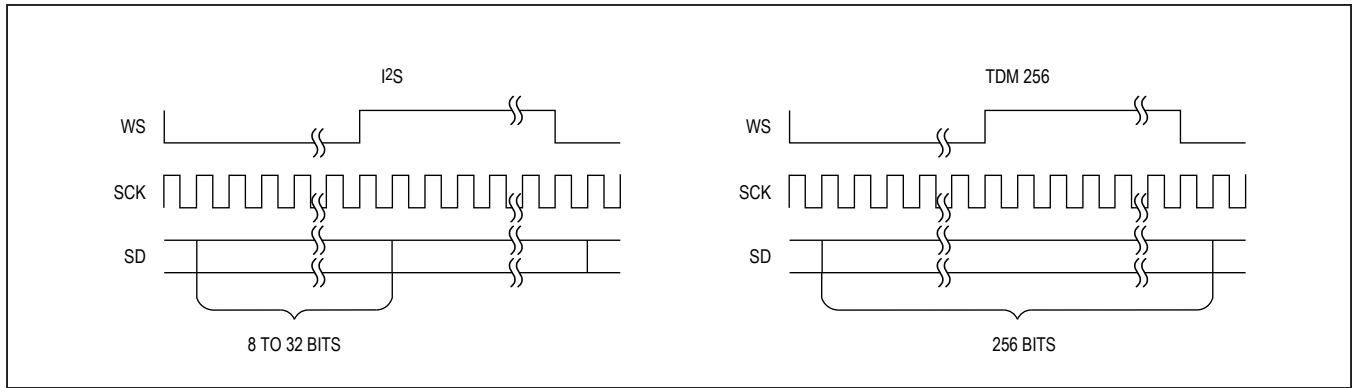 I2S
WS
SCK
SD
8 TO 32 BITS
TDM 256
WS
SCK
SD
256 BITS